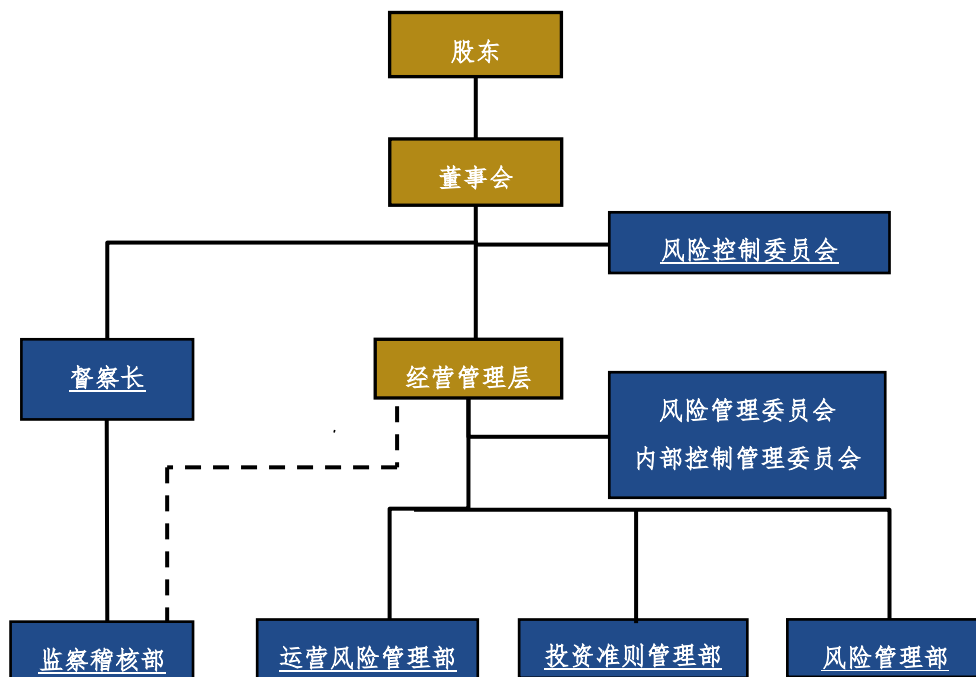 股东
董事会
风险控制委员会
督察长
经营管理层
风险管理委员会
内部控制管理委员会
监察稽核部
运营风险管理部
投资准则管理部
风险管理部